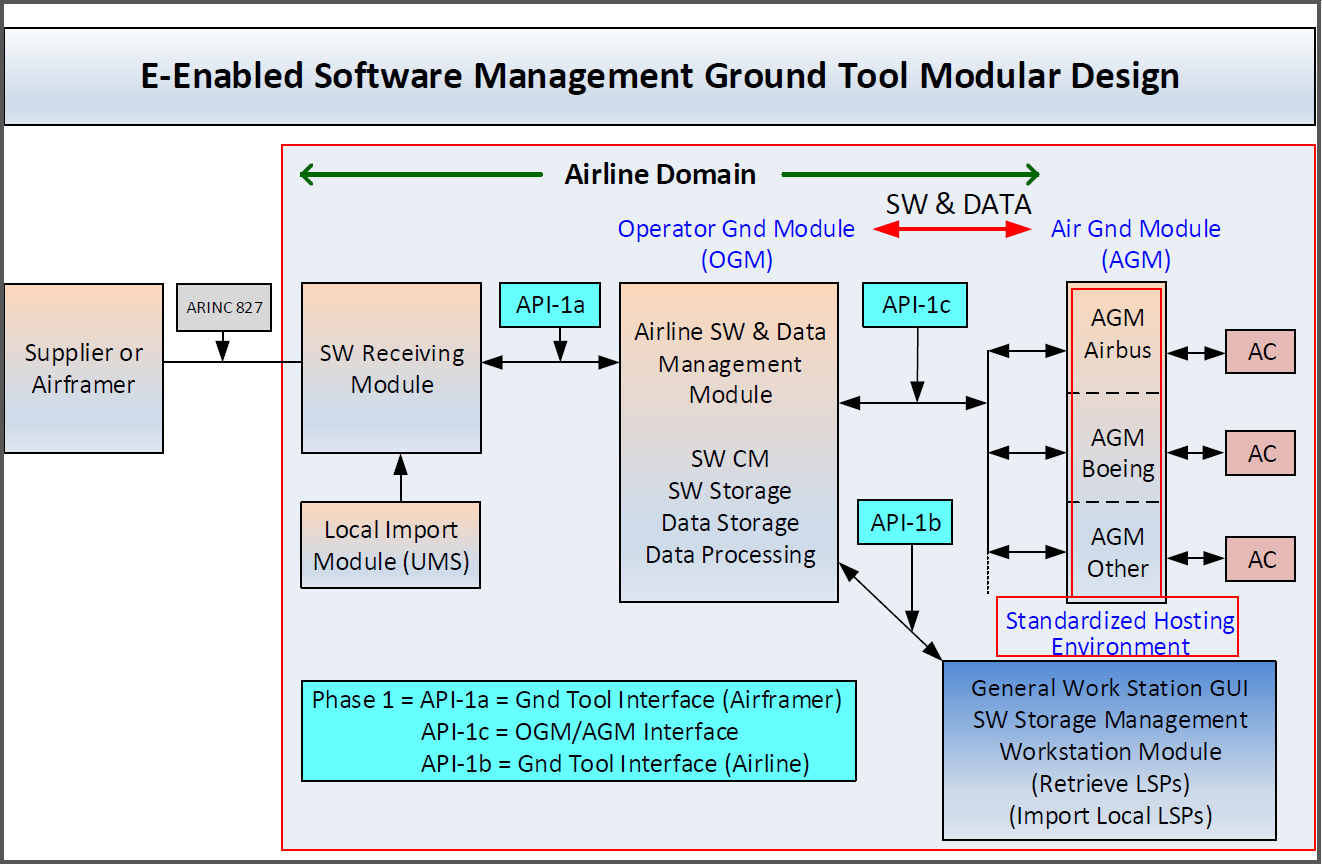 E-Enabled Software Management Ground Tool Modular Design
Airline Domain
SW & DATA
Operator Gnd Module
(OGM)
Air Gnd Module
(AGM)
Supplier or
Airframer
ARINC 827
SW Receiving
Module
API-1a
Airline SW & Data
Management
Module
SW CM
SW Storage
Data Storage
Data Processing
API-1c
AGM
Airbus
AC
AGM
Boeing
AC
AGM
Other
AC
Local Import
Module (UMS)
API-1b
Standardized Hosting
Environment
General Work Station GUI
SW Storage Management
Workstation Module
(Retrieve LSPs)
(Import Local LSPs)
Phase 1 = API-1a = Gnd Tool Interface (Airframer)
API-1c = OGM/AGM Interface
API-1b = Gnd Tool Interface (Airline)